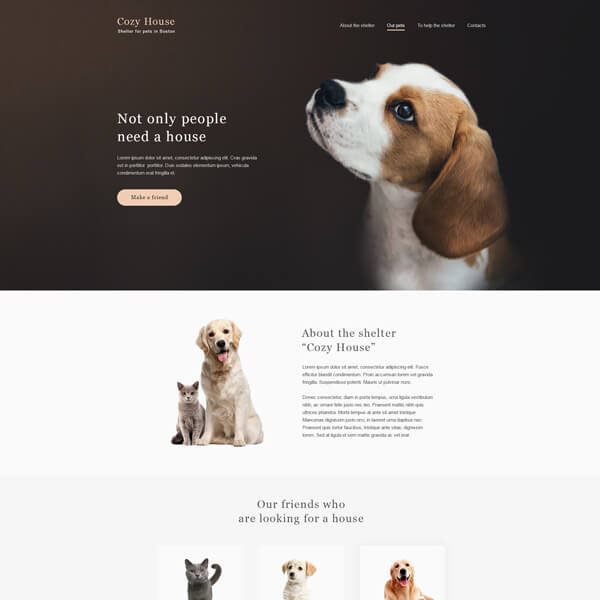 Cozy House
Shelter for pets in Boston
About the shelter
Our pets
To help the shelter
Contacts
Not only people
need a house
Lorem ipsum dolor sit amet, consectetur adipiscing elit. Cras gravida
est in porttitor porttitor. Duis sodales elementum ipsum, vehicula
condimentum erat fringilla et.
Make a friend
About the shelter
“Cozy House”
Lorem ipsum dolor sit amet, consectetur adipiscing elit. Fusce
efficitur blandit condimentum. Proin accumsan lorem vel gravida
fringilla. Suspendisse potenti. Mauris ut pulvinar nunc.
Donec consectetur, diam in porta tempus, urna ligula vestibulum
nibh, ac ornare felis justo nec leo. Praesent mattis nibh quis
ultrices pharetra. Morbi tempus at ante sit amet tristique.
Maecenas dignissim justo orci, in laoreet urna dapibus nec.
Praesent quis tortor faucibus, tristique ante vitae, dignissim
lorem. Sed at ligula et sem mattis gravida ac vel erat.
Our friends who
are looking for a house